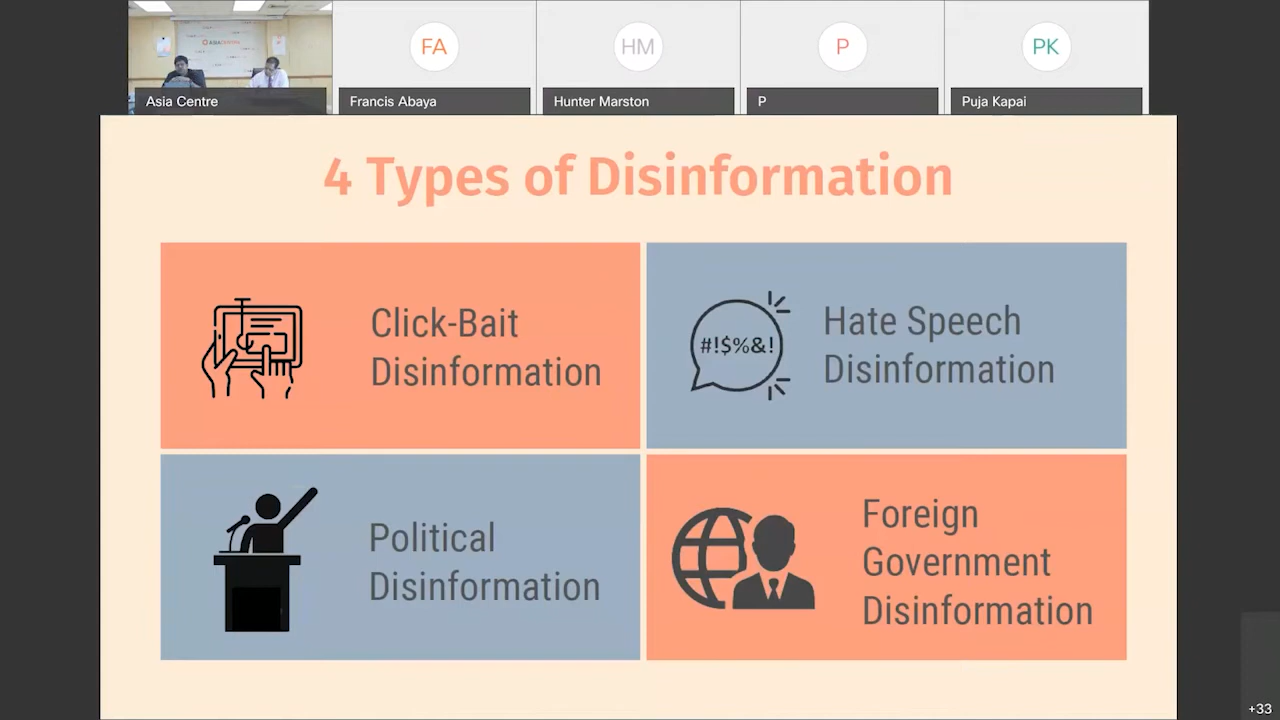 ASIACENTRE
FA
HM
P
PK
Asia Centre
Francis Abaya
Hunter Marston
P
Puja Kapai
4 Types of Disinformation
Click-Bait
Disinformation
#!$%&!
Hate Speech
Disinformation
Political
Disinformation
Foreign
Government
Disinformation
+33